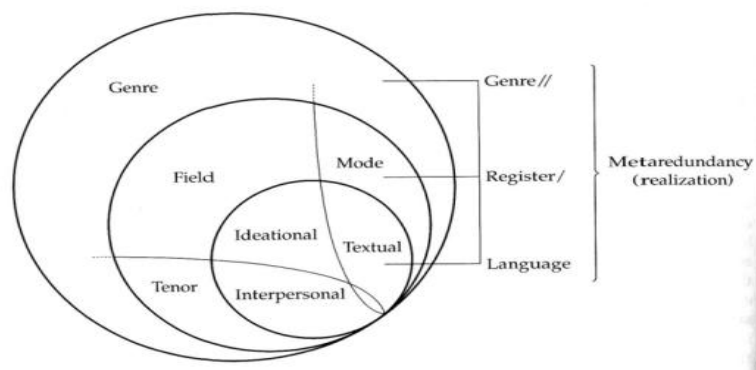 Genre
Genre//
Field
Mode
Register/
Metaredundancy
(realization)
Ideational
Textual
Language
Tenor
Interpersonal